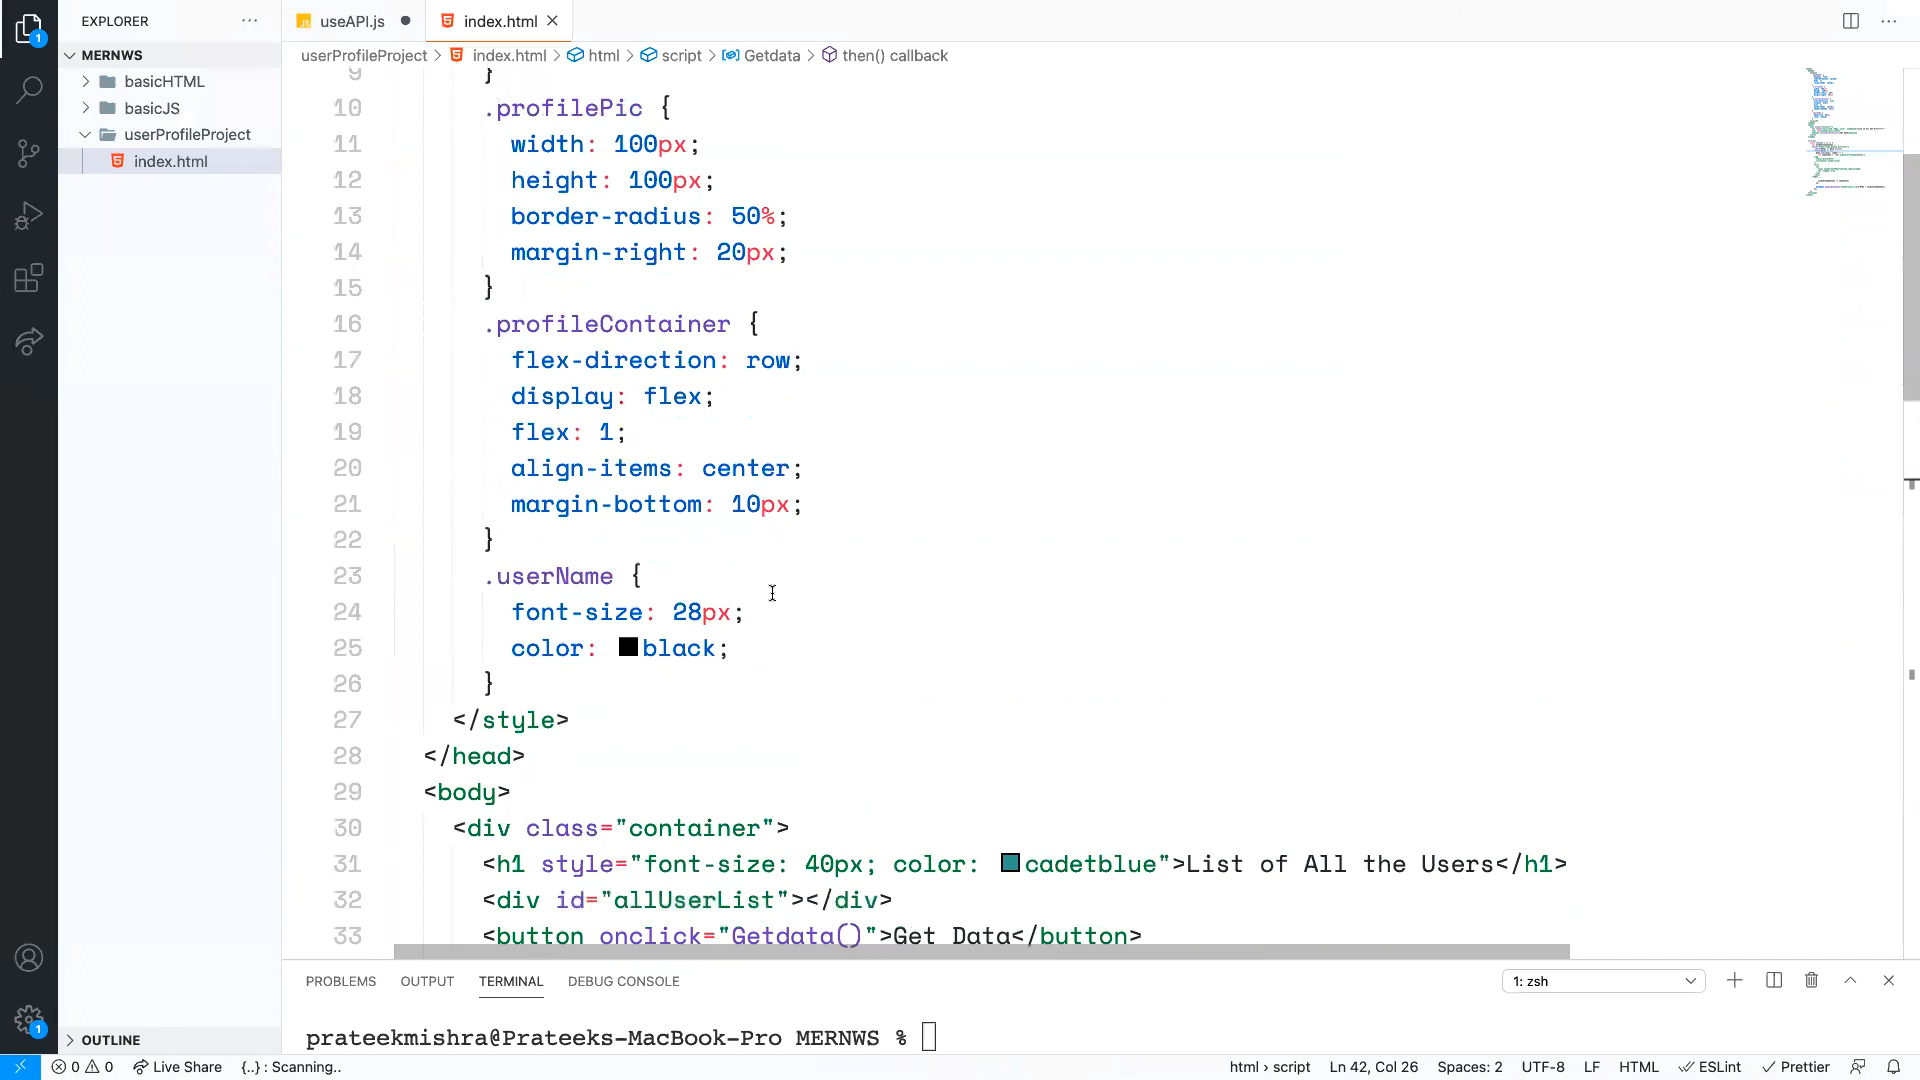 EXPLORER
useAPI.js
index.html
MERNWS
userProfileProject > index.html > html > script > Getdata > then() callback
basicHTML
basicJS
userProfileProject
index.html
9 }
10 .profilePic {
11 width: 100px;
12 height: 100px;
13 border-radius: 50%;
14 margin-right: 20px;
15 }
16 .profileContainer {
17 flex-direction: row;
18 display: flex;
19 flex: 1;
20 align-items: center;
21 margin-bottom: 10px;
22 }
23 .userName {
24 font-size: 28px;
25 color: black;
26 }
27 </style>
28 </head>
29 <body>
30 <div class="container">
31 <h1 style="font-size: 40px; color: cadetblue">List of All the Users</h1>
32 <div id="allUserList"></div>
33 <button onclick="Getdata()">Get Data</button>
PROBLEMS OUTPUT TERMINAL DEBUG CONSOLE
1: zsh
prateekmishra@Prateeks-MacBook-Pro MERNWS %
OUTLINE
1
1
0 0 Live Share {..} : Scanning.. html > script Ln 42, Col 26 Spaces: 2 UTF-8 LF HTML ESLint Prettier